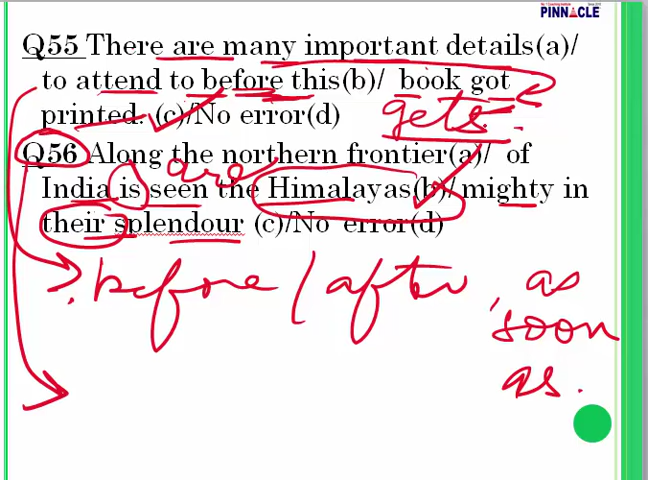 PINNACLE
Q55 There are many important details(a)/
to attend to before this(b)/ book got
printed. (c)/No error(d)
gets.
Q56 Along the northern frontier(a)/ of
are
India is seen the Himalayas(b)/ mighty in
their splendour (c)/No error(d)
before / after, as
soon
as.